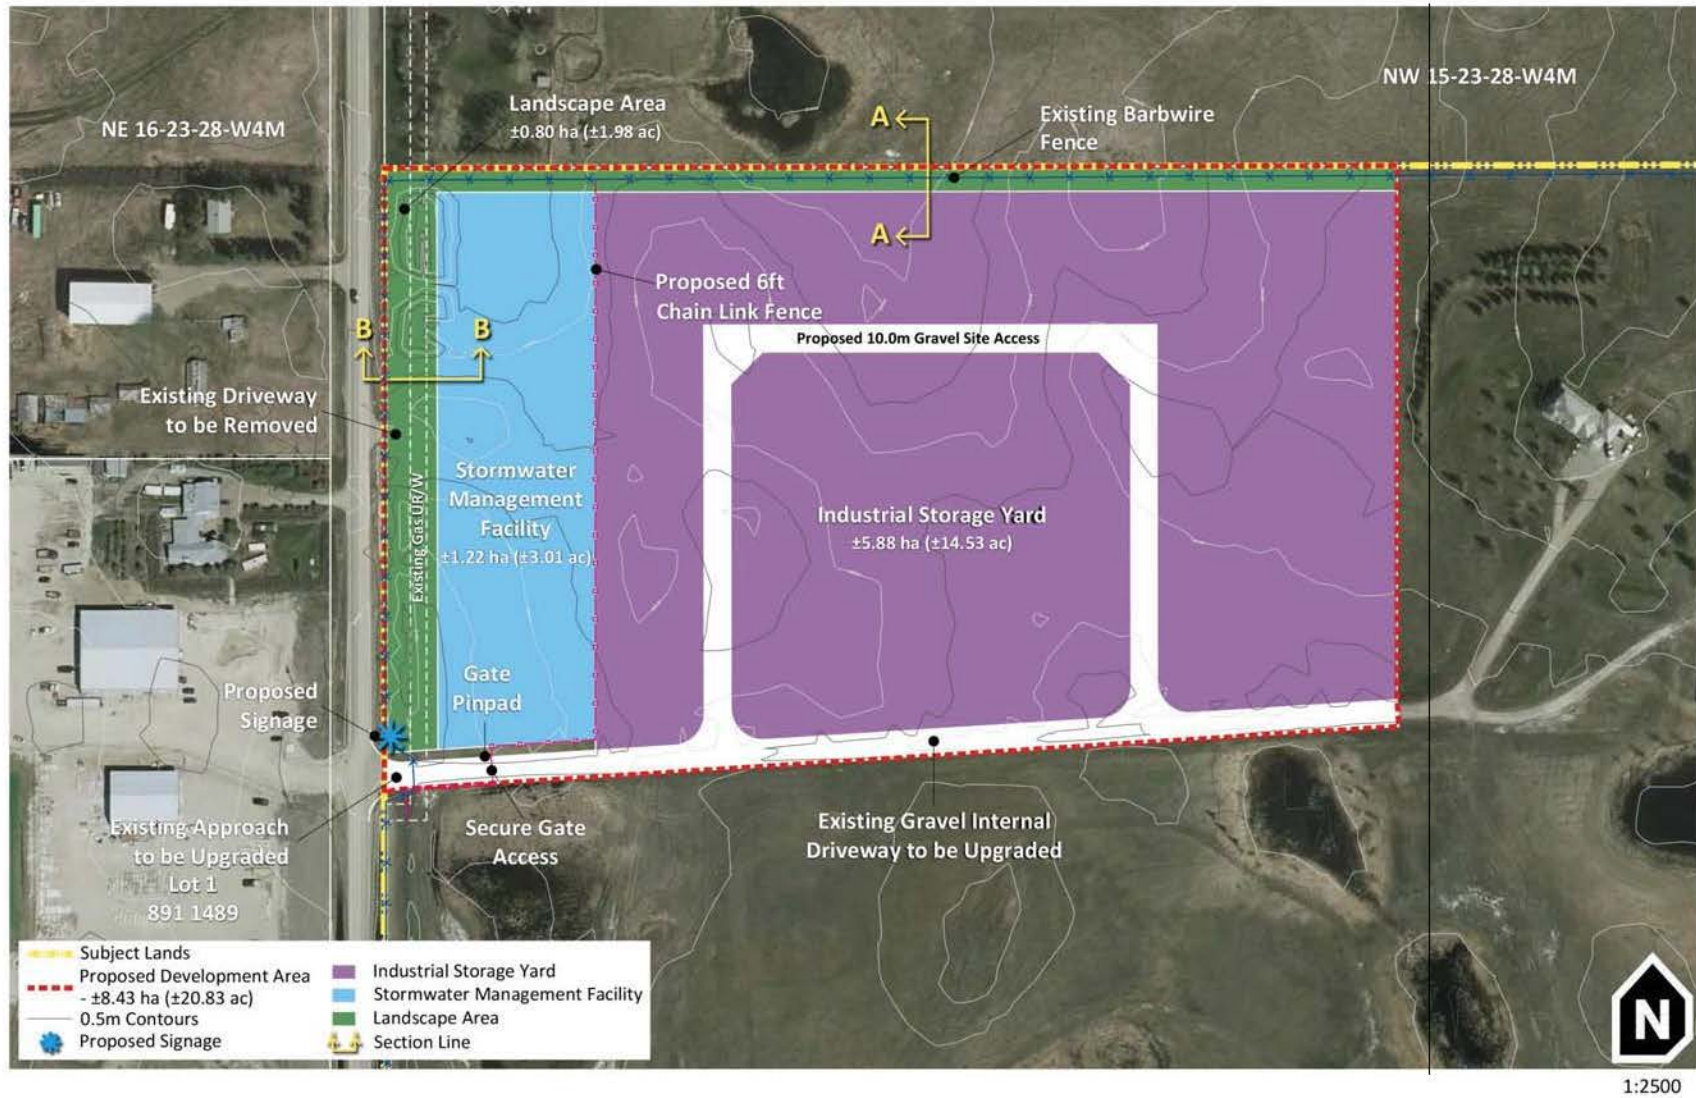 NE 16-23-28-W4M
NW 15-23-28-W4M
Landscape Area
±0.80 ha (±1.98 ac)
A
Existing Barbwire
Fence
A
Proposed 6ft
Chain Link Fence
B
B
Proposed 10.0m Gravel Site Access
Existing Driveway
to be Removed
Existing Gas UR/W
Stormwater
Management
Facility
±1.22 ha (±3.01 ac)
Industrial Storage Yard
±5.88 ha (±14.53 ac)
Gate
Pinpad
Proposed
Signage
Existing Approach
to be Upgraded
Lot 1
891 1489
Secure Gate
Access
Existing Gravel Internal
Driveway to be Upgraded
Subject Lands
Proposed Development Area
- ±8.43 ha (±20.83 ac)
0.5m Contours
Proposed Signage
Industrial Storage Yard
Stormwater Management Facility
Landscape Area
Section Line
N
1:2500